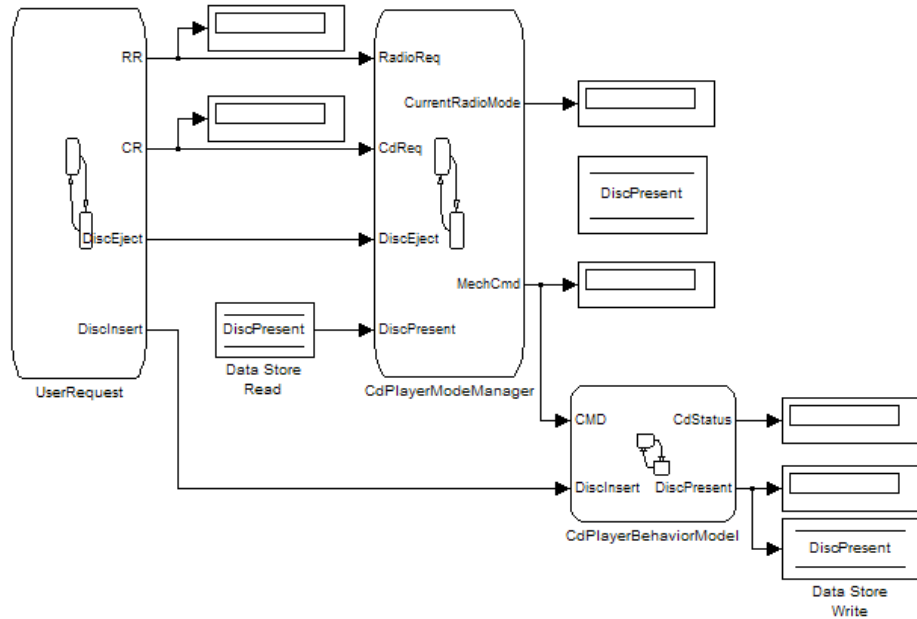 RR
RadioReq
CurrentRadioMode
CR
CdReq
DiscPresent
DiscEject
DiscEject
MechCmd
DiscInsert
DiscPresent
DiscPresent
Data Store
Read
UserRequest
CdPlayerModeManager
CMD
CdStatus
DiscInsert
DiscPresent
CdPlayerBehaviorModel
DiscPresent
Data Store
Write